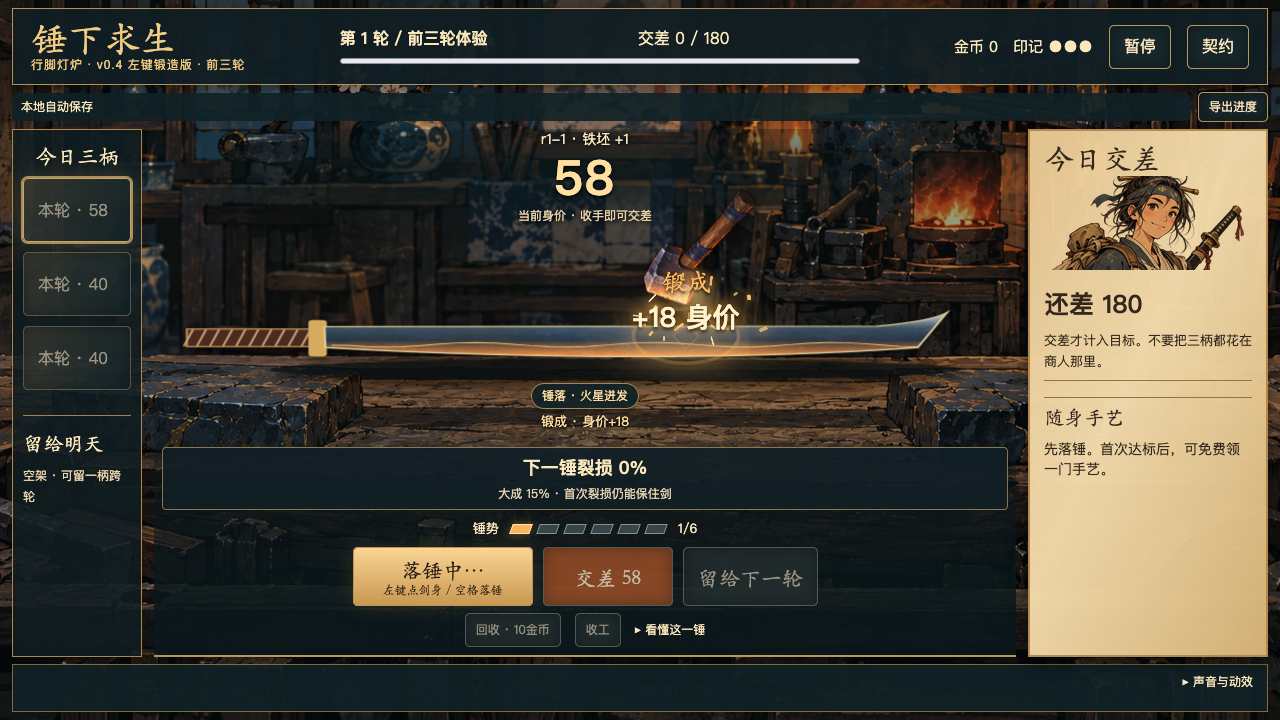 锤下求生
行脚灯炉 · v0.4 左键锻造版 · 前三轮
第 1 轮 / 前三轮体验
交差 0 / 180
金币 0
印记
暂停
契约
本地自动保存
导出进度
今日三柄
本轮 · 58
本轮 · 40
本轮 · 40
留给明天
空架 · 可留一柄跨
轮
r1-1 · 铁坯 +1
58
当前身价 · 收手即可交差
锻成!
+18 身价
锤落 · 火星迸发
锻成 · 身价+18
下一锤裂损 0%
大成 15% · 首次裂损仍能保住剑
锤势
1/6
落锤中···
左键点剑身 / 空格落锤
交差 58
留给下一轮
回收 · 10金币
收工
▸ 看懂这一锤
今日交差
还差 180
交差才计入目标。不要把三柄都花在
商人那里。
随身手艺
先落锤。首次达标后，可免费领
一门手艺。
▸ 声音与动效